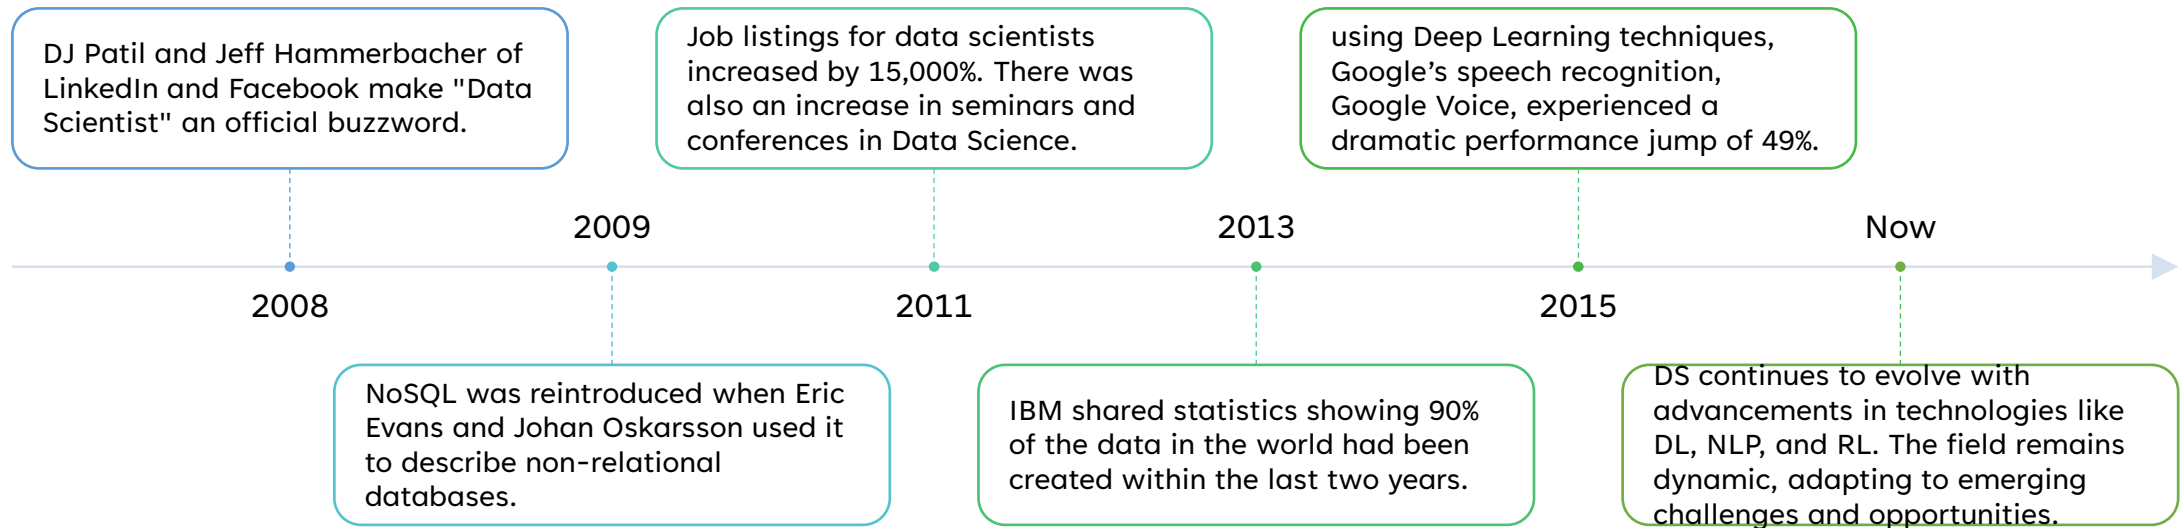 DJ Patil and Jeff Hammerbacher of
LinkedIn and Facebook make "Data
Scientist" an official buzzword.
Job listings for data scientists
increased by 15,000%. There was
also an increase in seminars and
conferences in Data Science.
using Deep Learning techniques,
Google’s speech recognition,
Google Voice, experienced a
dramatic performance jump of 49%.
2009
2013
Now
2008
2011
2015
NoSQL was reintroduced when Eric
Evans and Johan Oskarsson used it
to describe non-relational
databases.
IBM shared statistics showing 90%
of the data in the world had been
created within the last two years.
DS continues to evolve with
advancements in technologies like
DL, NLP, and RL. The field remains
dynamic, adapting to emerging
challenges and opportunities.